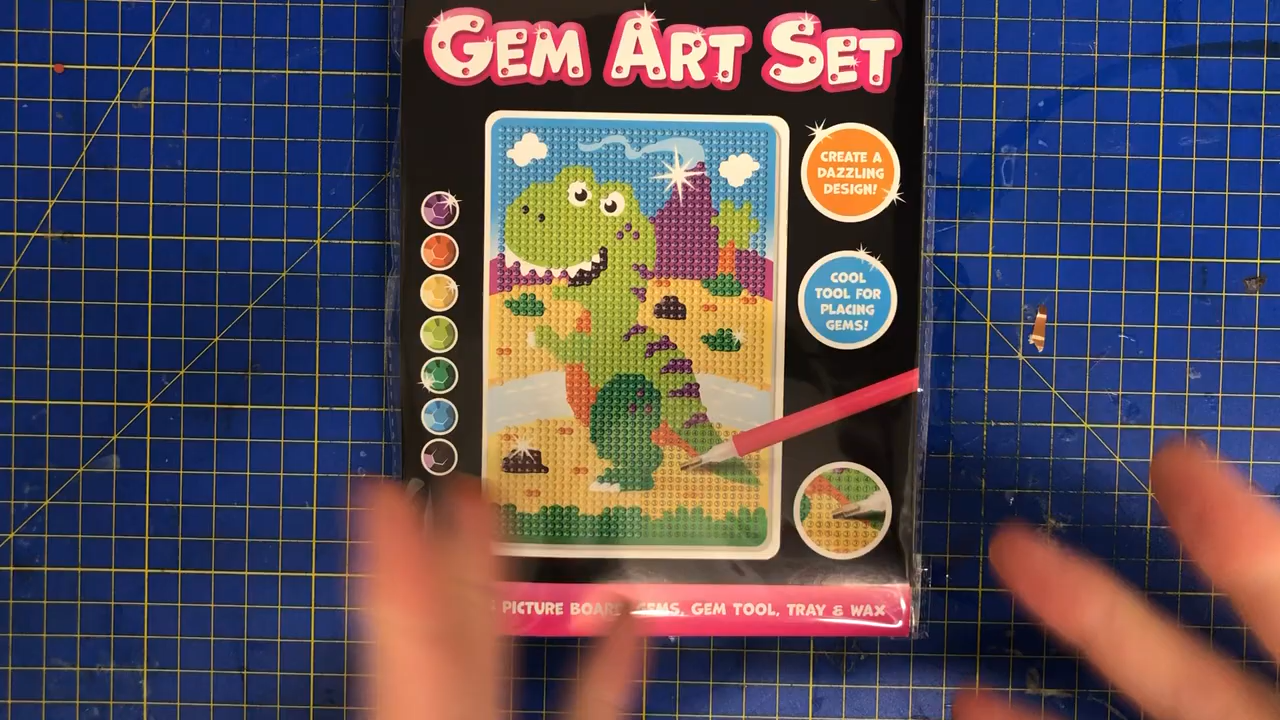 GEM ART SET
CREATE A
DAZZLING
DESIGN!
COOL
TOOL FOR
PLACING
GEMS!
PICTURE BOARD GEMS, GEM TOOL, TRAY & WAX